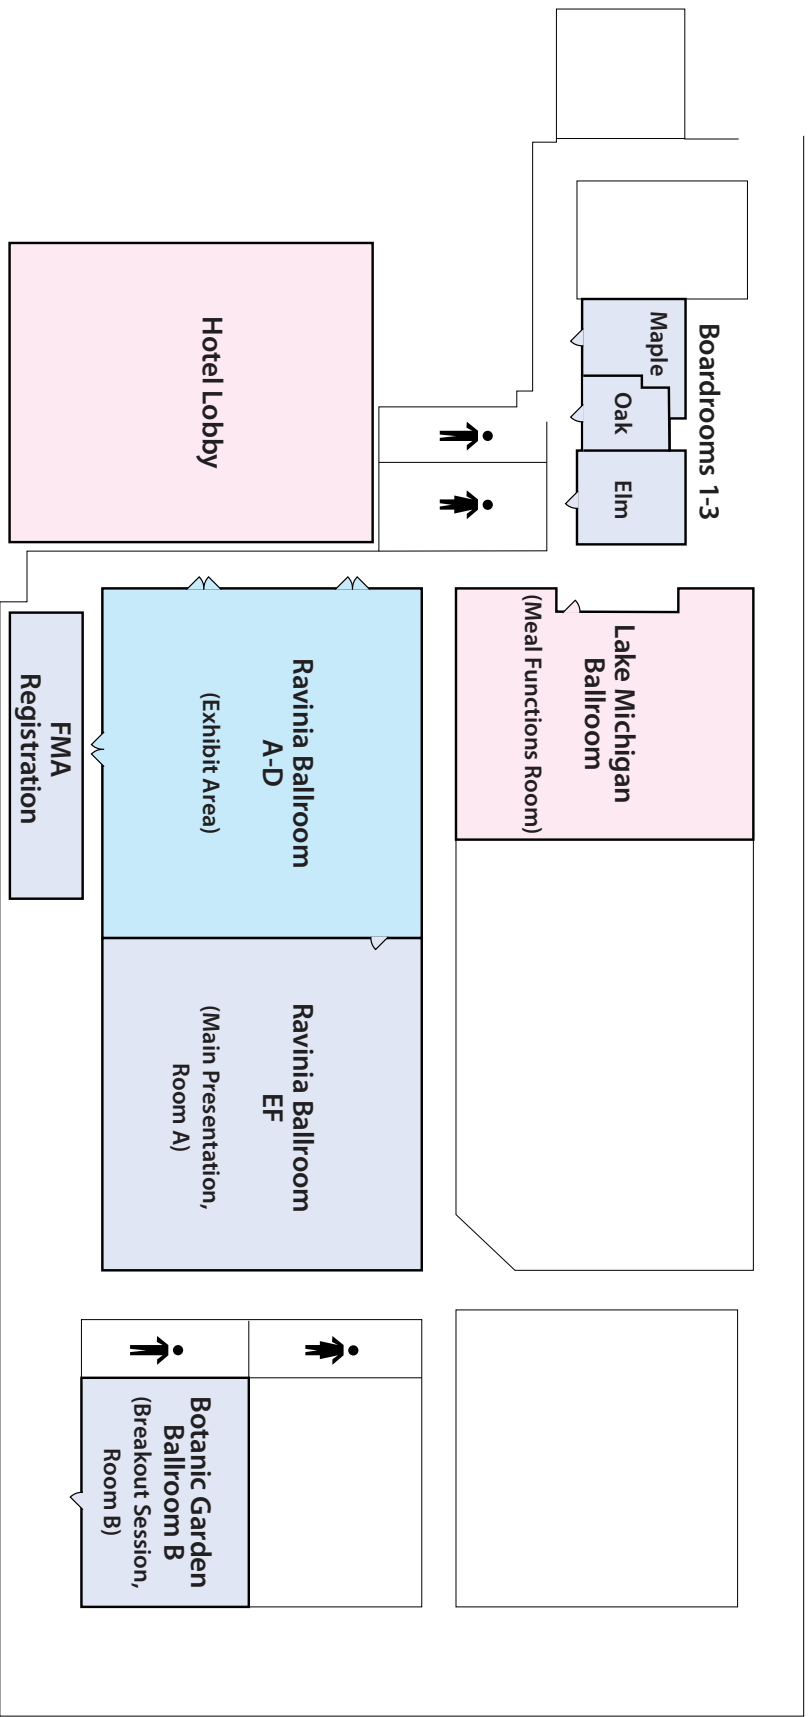 Boardrooms 1-3
Maple
Oak
Elm
Hotel Lobby
Lake Michigan
Ballroom
(Meal Functions Room)
Ravinia Ballroom
A-D
(Exhibit Area)
FMA
Registration
Ravinia Ballroom
EF
(Main Presentation,
Room A)
Botanic Garden
Ballroom B
(Breakout Session,
Room B)